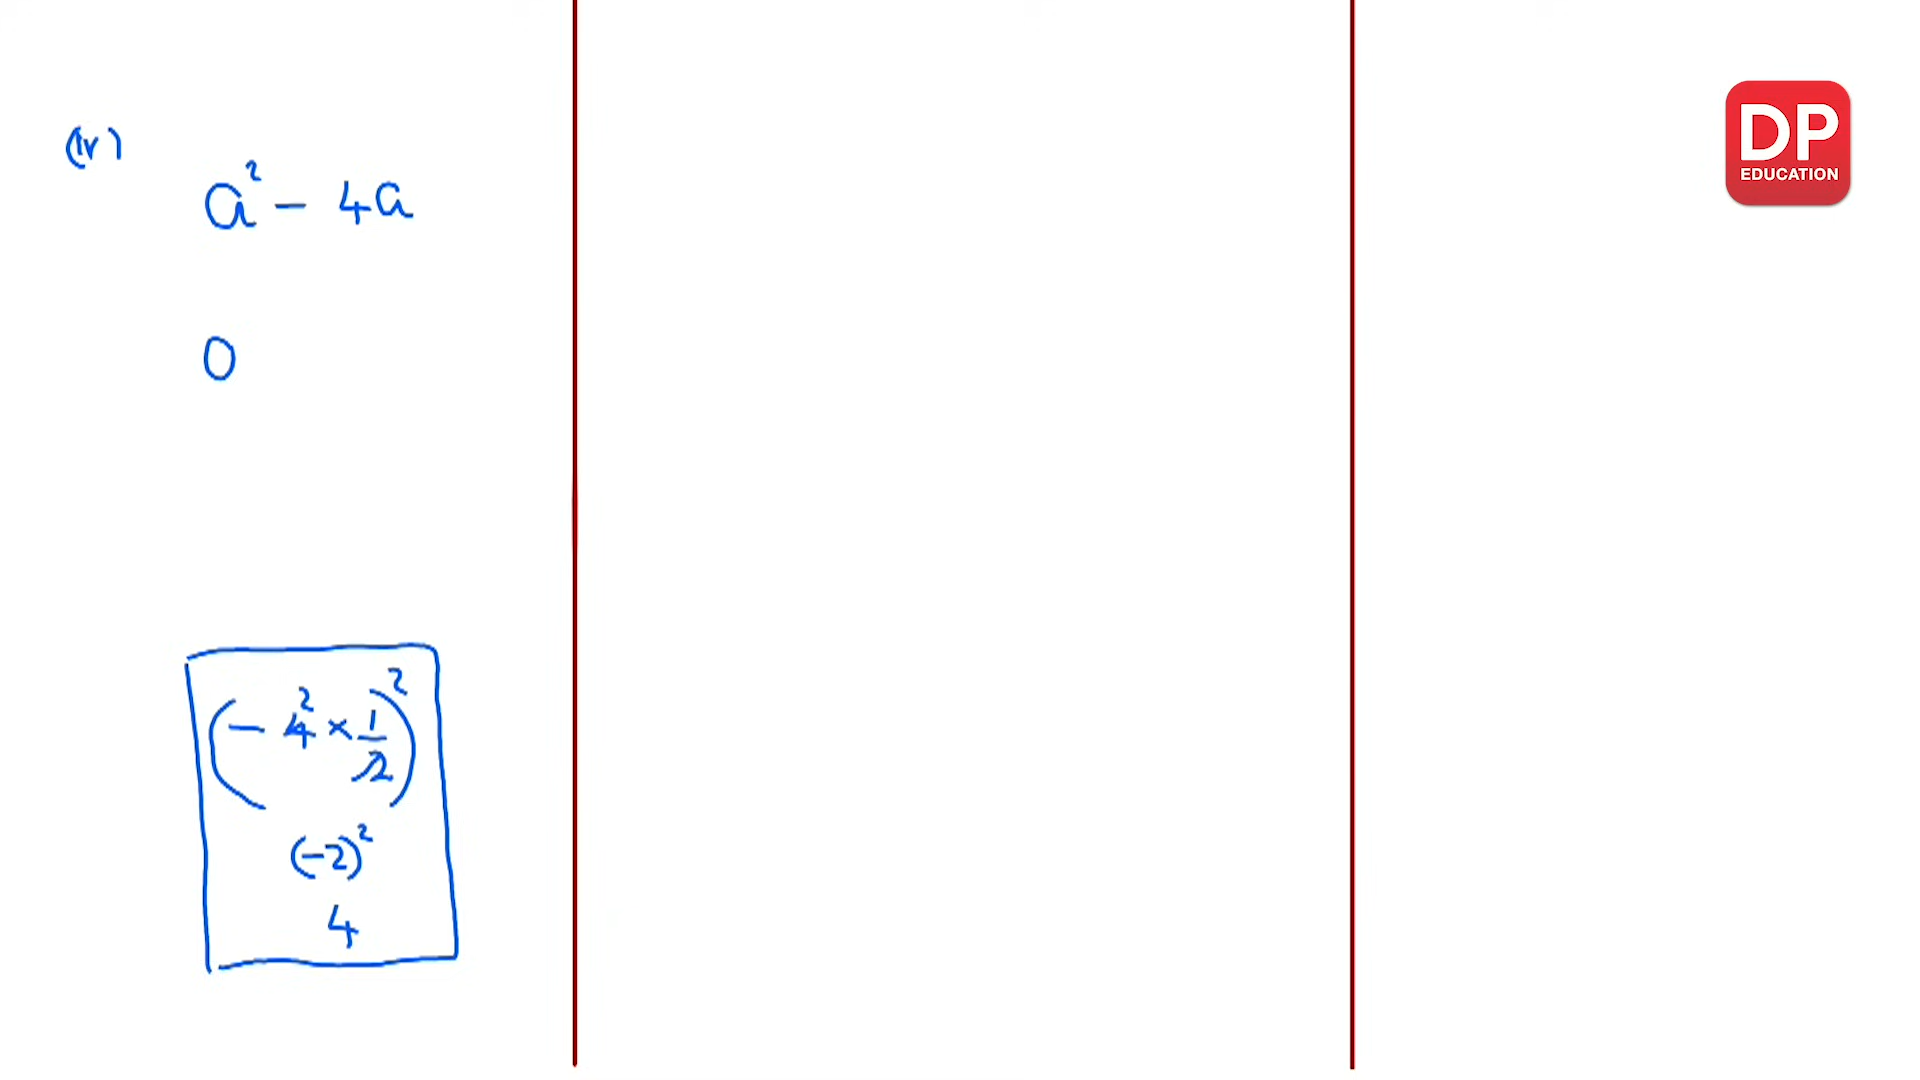 (iv)
a² - 4a
0
(- 4² × 1/2)²
(-2)²
4
DP
EDUCATION